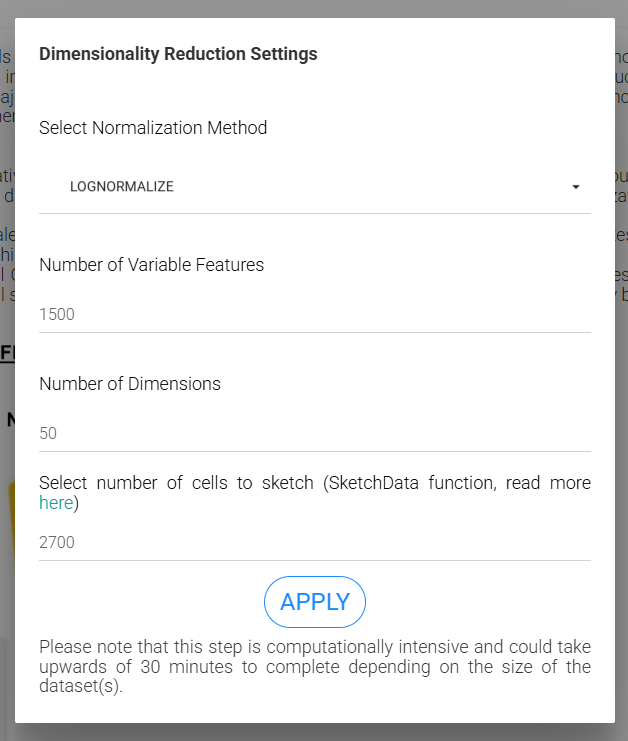 Dimensionality Reduction Settings
Select Normalization Method
LOGNORMALIZE
Number of Variable Features
1500
Number of Dimensions
50
Select number of cells to sketch (SketchData function, read more
here)
2700
APPLY
Please note that this step is computationally intensive and could take
upwards of 30 minutes to complete depending on the size of the
dataset(s).